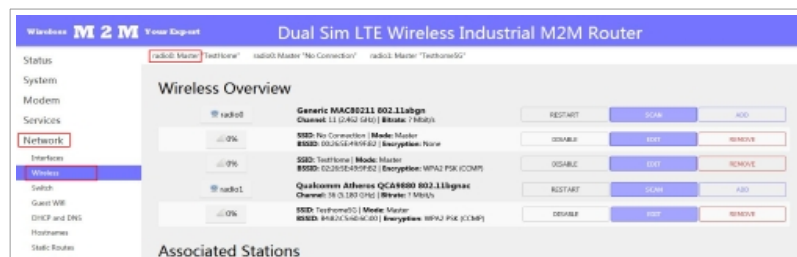 Wireless M 2 M Your Expert
Dual Sim LTE Wireless Industrial M2M Router
Status
System
Modem
Services
Network
Interfaces
Wireless
Switch
Guest Wifi
DHCP and DNS
Hostnames
Static Routes
radio0: Master "TestHome" radio0: Master "No Connection" radio1: Master "Testhome5G"
Wireless Overview
radio0 Generic MAC80211 802.11abgn RESTART SCAN ADD
Channel: 11 (2.462 GHz) | Bitrate: ? Mbit/s
0% SSID: No Connection | Mode: Master DISABLE EDIT REMOVE
Encryption: None
0% SSID: TestHome | Mode: Master DISABLE EDIT REMOVE
Encryption: WPA2 PSK (CCMP)
radio1 Qualcomm Atheros QCA9880 802.11bgnac RESTART SCAN ADD
Channel: 36 (5.180 GHz) | Bitrate: ? Mbit/s
0% SSID: Testhome5G | Mode: Master DISABLE EDIT REMOVE
Encryption: WPA2 PSK (CCMP)
Associated Stations